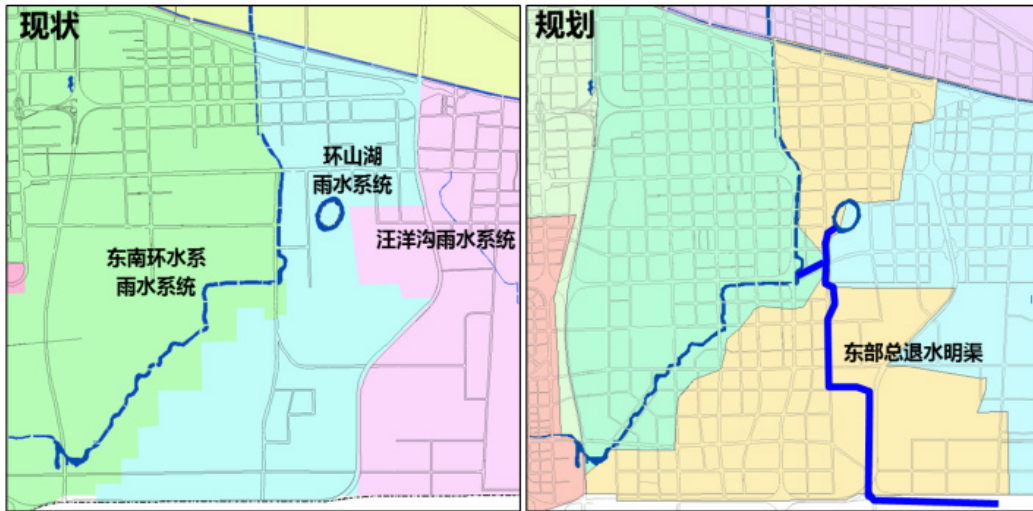 现状
环山湖
雨水系统
汪洋沟雨水系统
东南环水系
雨水系统
规划
东部总退水明渠